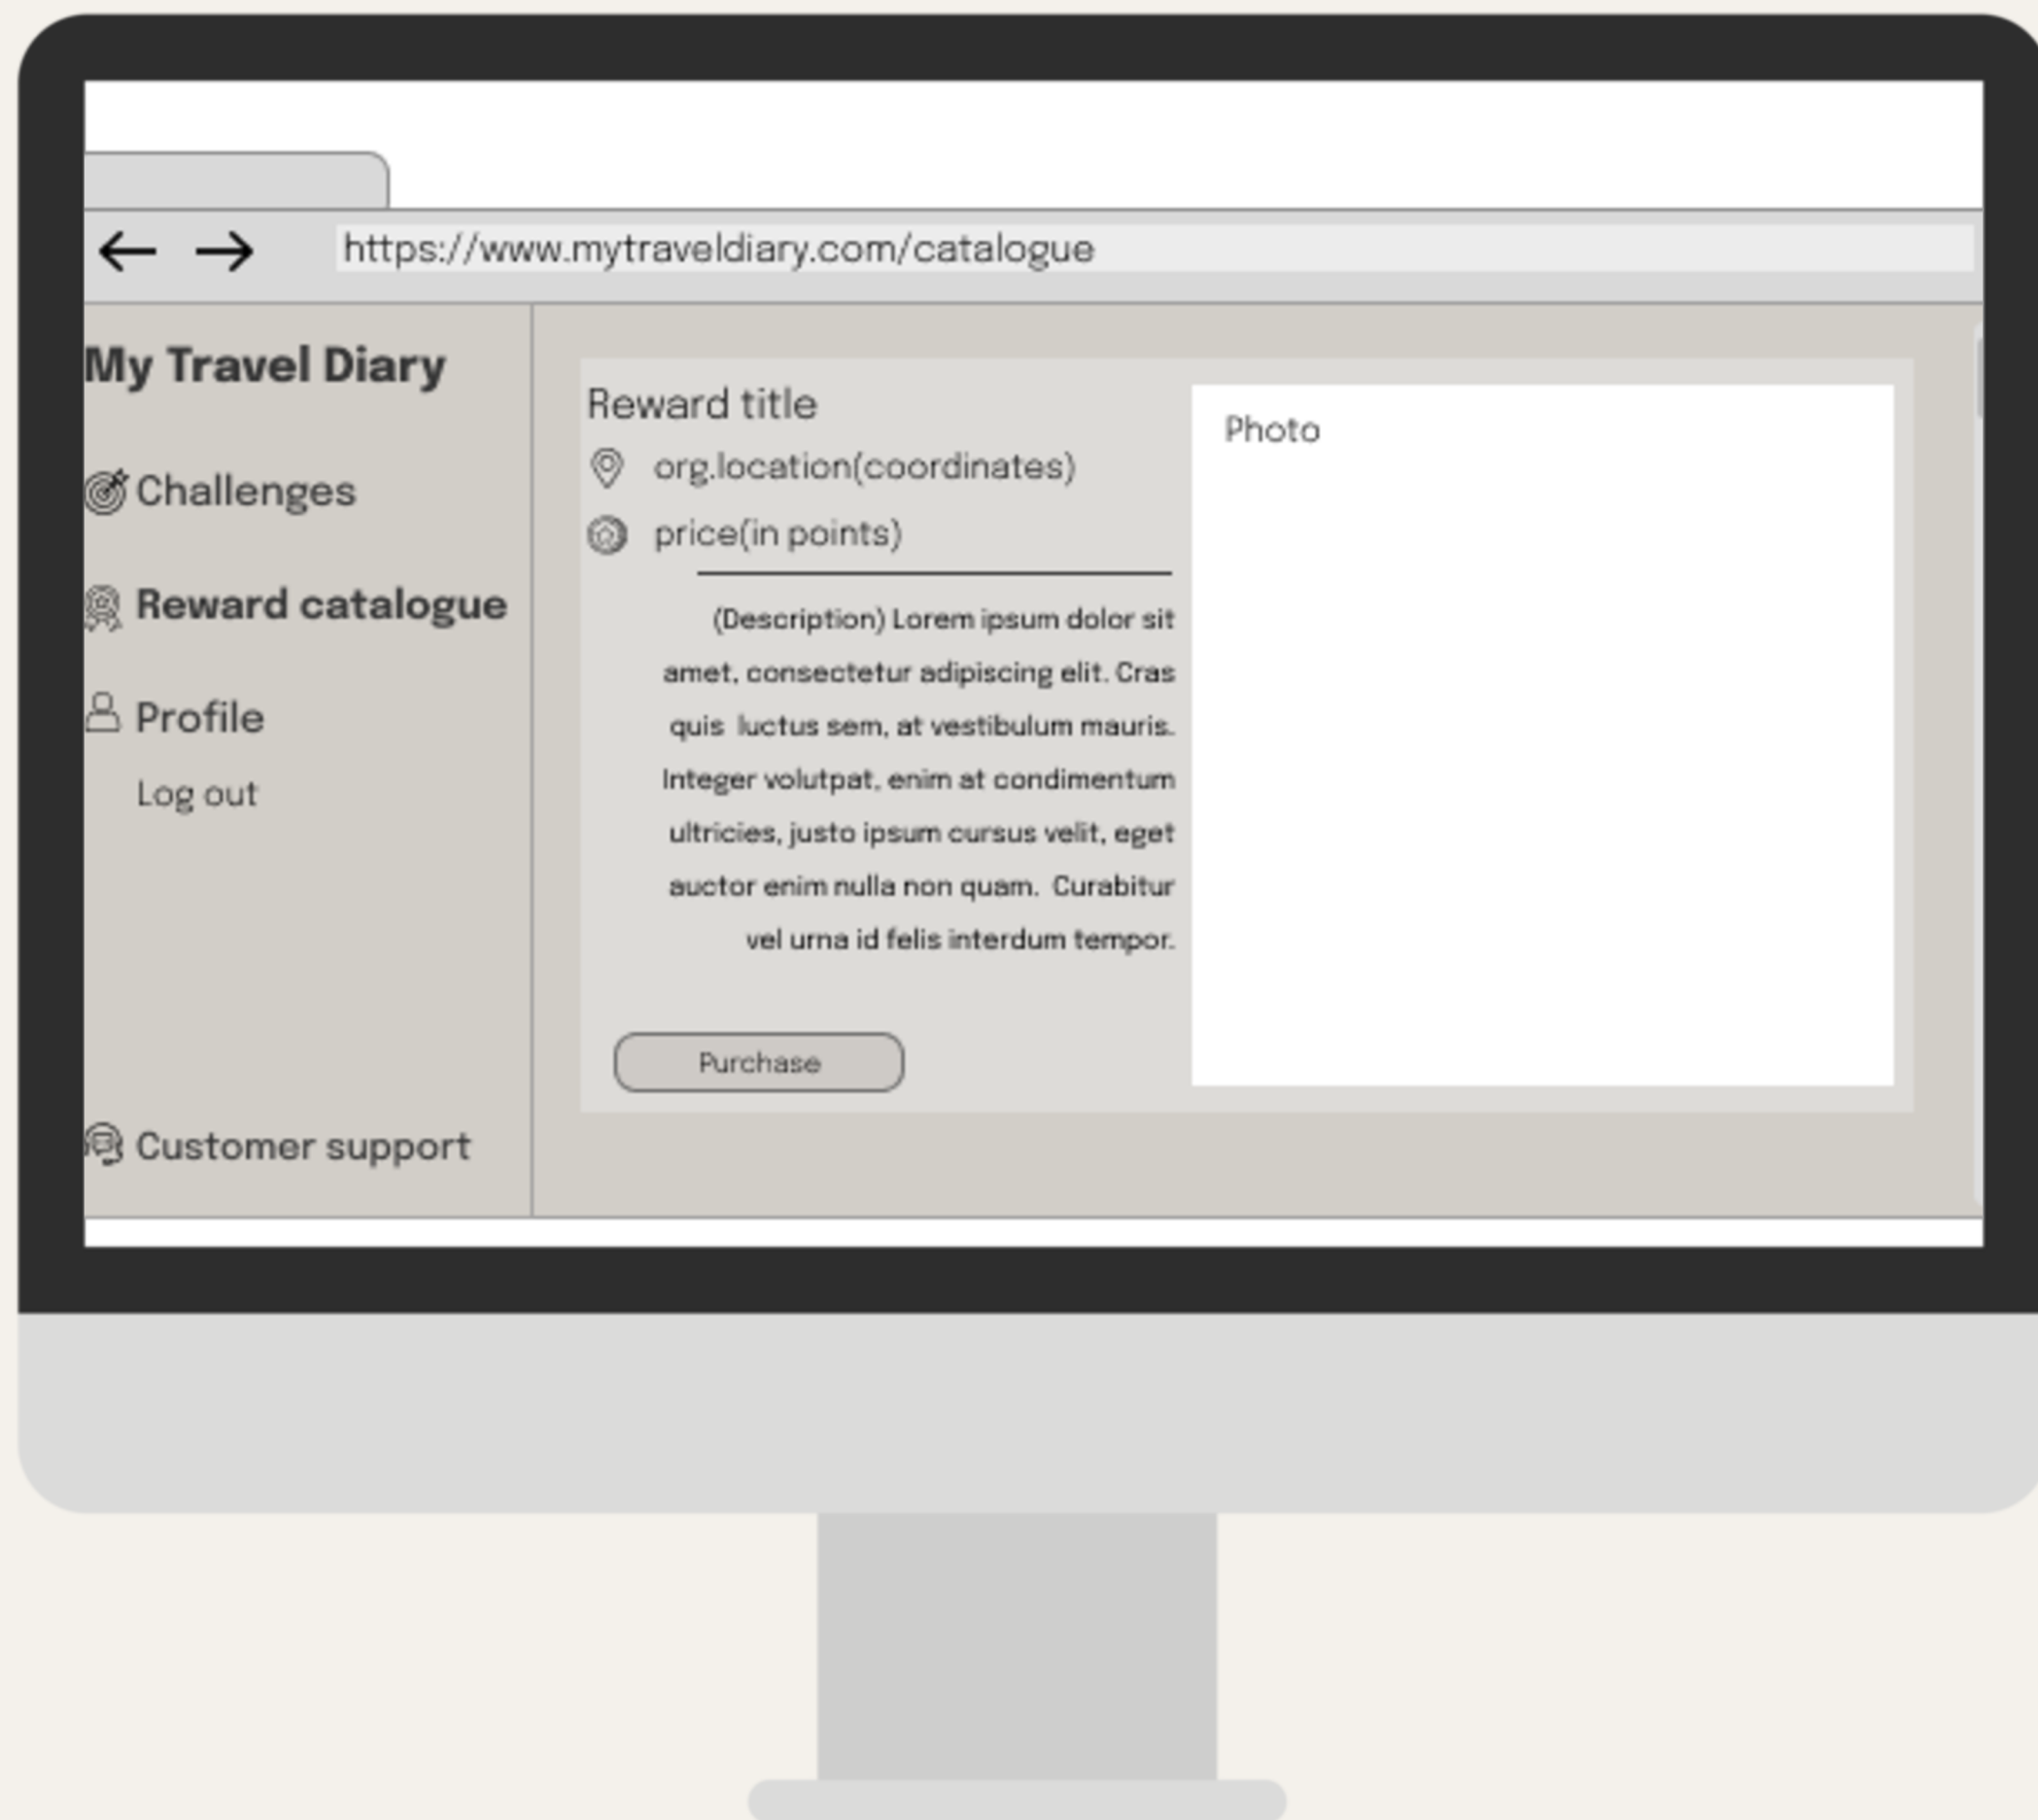 https://www.mytraveldiary.com/catalogue
My Travel Diary
Challenges
Reward catalogue
Profile
Log out
Customer support
Reward title
org.location(coordinates)
price(in points)
(Description) Lorem ipsum dolor sit
amet, consectetur adipiscing elit. Cras
quis  luctus sem, at vestibulum mauris.
Integer volutpat, enim at condimentum
ultricies, justo ipsum cursus velit, eget
auctor enim nulla non quam.  Curabitur
vel urna id felis interdum tempor.
Purchase
Photo